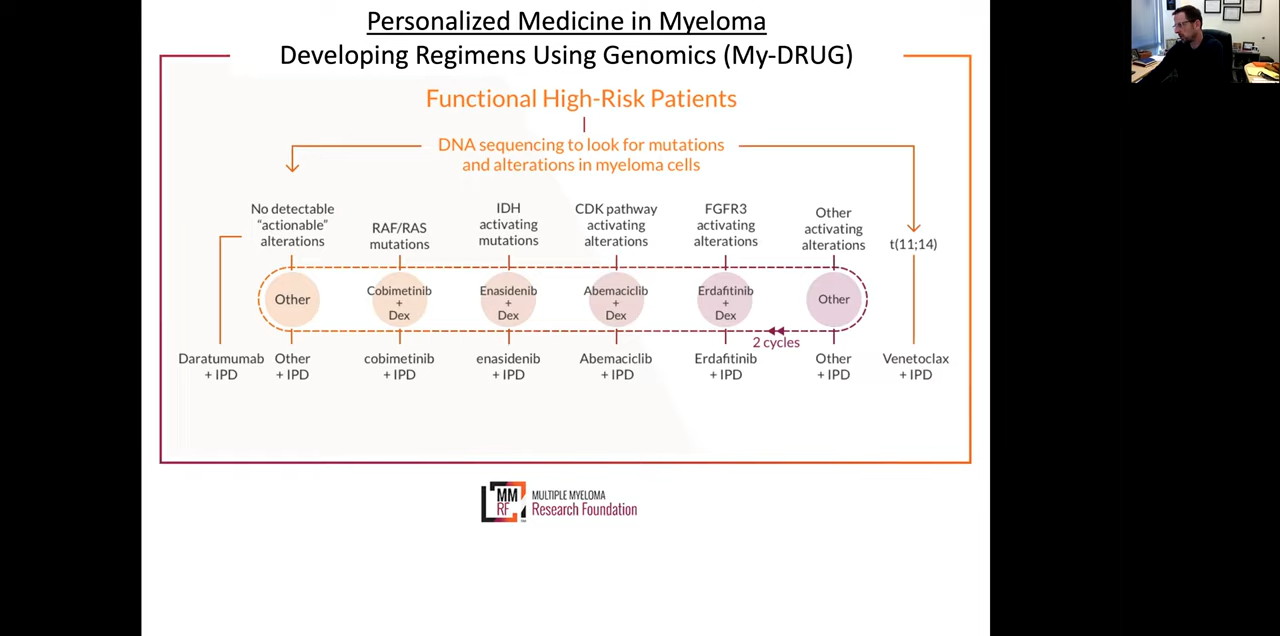 Personalized Medicine in Myeloma
Developing Regimens Using Genomics (My-DRUG)
Functional High-Risk Patients
DNA sequencing to look for mutations
and alterations in myeloma cells
No detectable
“actionable”
alterations
RAF/RAS
mutations
IDH
activating
mutations
CDK pathway
activating
alterations
FGFR3
activating
alterations
Other
activating
alterations
t(11;14)
Other
Cobimetinib
+
Dex
Enasidenib
+
Dex
Abemaciclib
+
Dex
Erdafitinib
+
Dex
Other
2 cycles
Daratumumab
+ IPD
Other
+ IPD
cobimetinib
+ IPD
enasidenib
+ IPD
Abemaciclib
+ IPD
Erdafitinib
+ IPD
Other
+ IPD
Venetoclax
+ IPD
MM
RF
MULTIPLE MYELOMA
Research Foundation